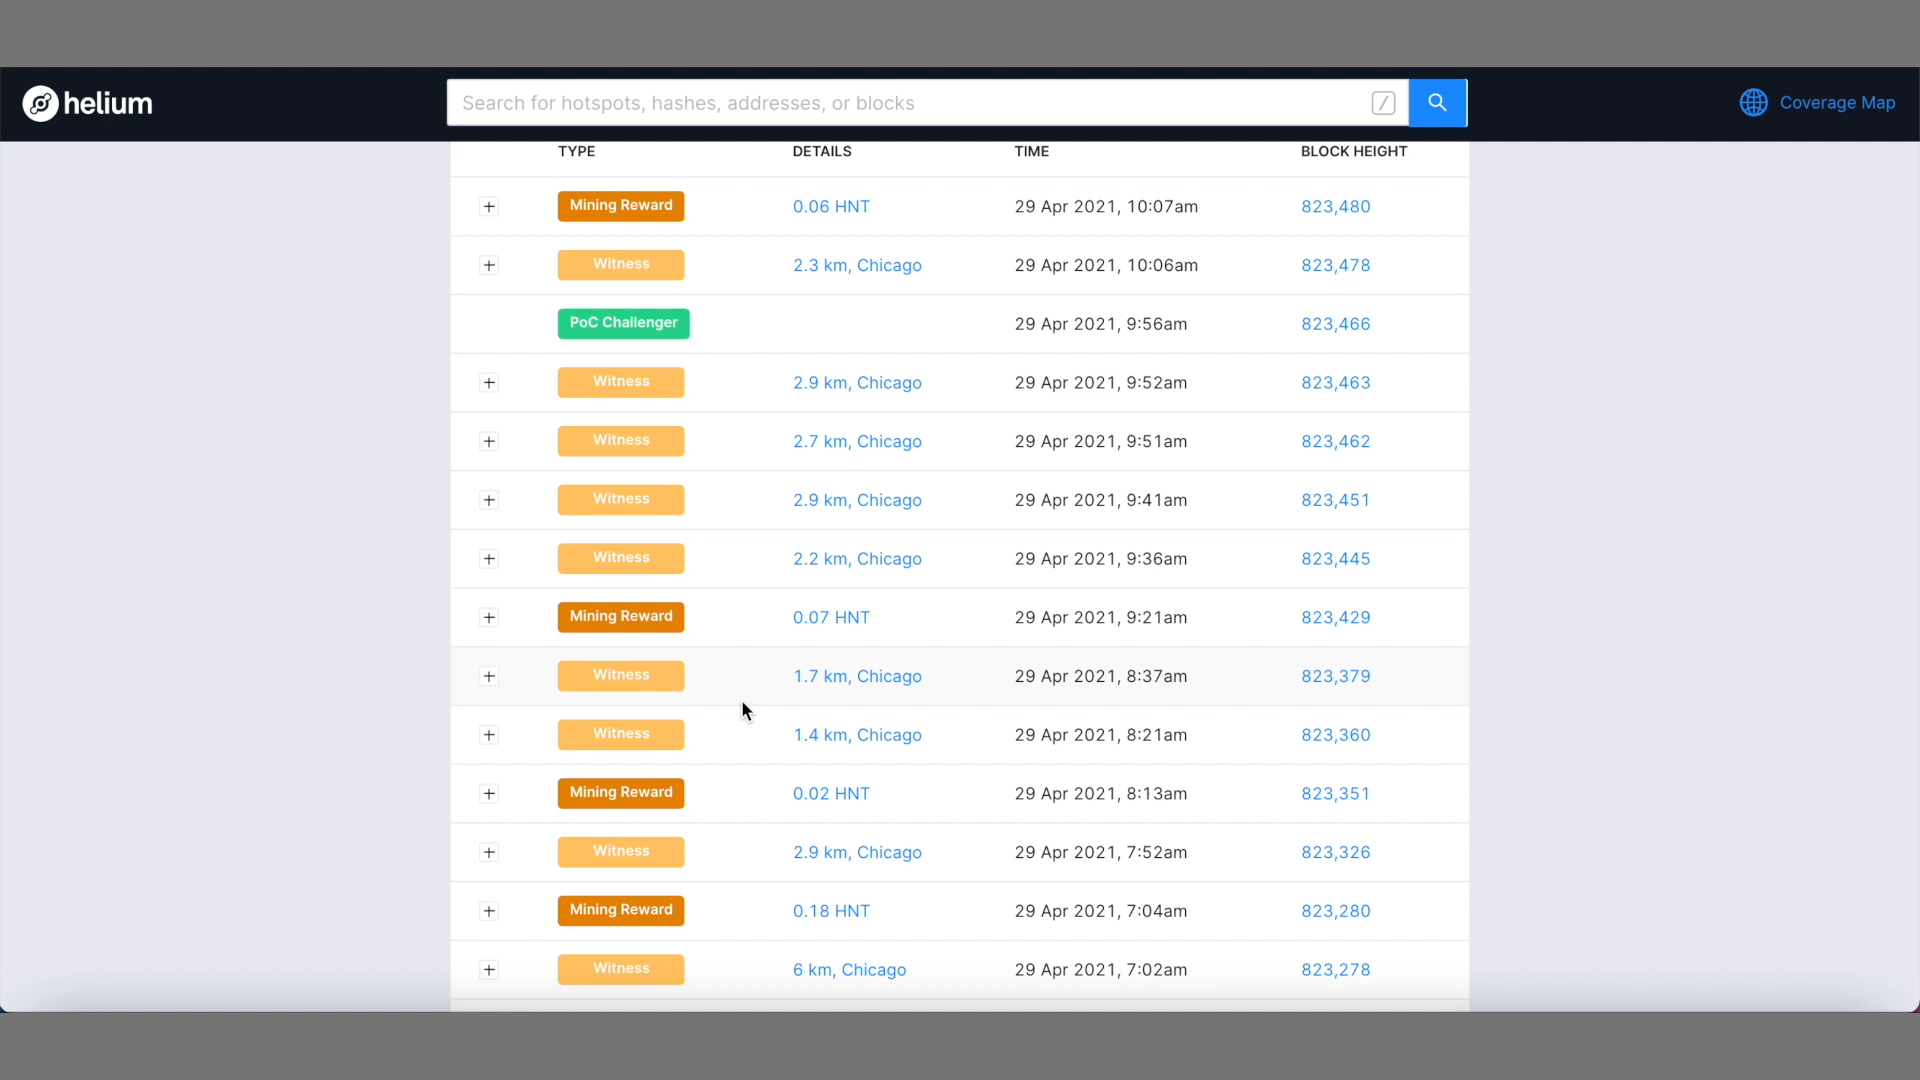 helium
Search for hotspots, hashes, addresses, or blocks /
Coverage Map
TYPE DETAILS TIME BLOCK HEIGHT
+ Mining Reward 0.06 HNT 29 Apr 2021, 10:07am 823,480
+ Witness 2.3 km, Chicago 29 Apr 2021, 10:06am 823,478
PoC Challenger 29 Apr 2021, 9:56am 823,466
+ Witness 2.9 km, Chicago 29 Apr 2021, 9:52am 823,463
+ Witness 2.7 km, Chicago 29 Apr 2021, 9:51am 823,462
+ Witness 2.9 km, Chicago 29 Apr 2021, 9:41am 823,451
+ Witness 2.2 km, Chicago 29 Apr 2021, 9:36am 823,445
+ Mining Reward 0.07 HNT 29 Apr 2021, 9:21am 823,429
+ Witness 1.7 km, Chicago 29 Apr 2021, 8:37am 823,379
+ Witness 1.4 km, Chicago 29 Apr 2021, 8:21am 823,360
+ Mining Reward 0.02 HNT 29 Apr 2021, 8:13am 823,351
+ Witness 2.9 km, Chicago 29 Apr 2021, 7:52am 823,326
+ Mining Reward 0.18 HNT 29 Apr 2021, 7:04am 823,280
+ Witness 6 km, Chicago 29 Apr 2021, 7:02am 823,278